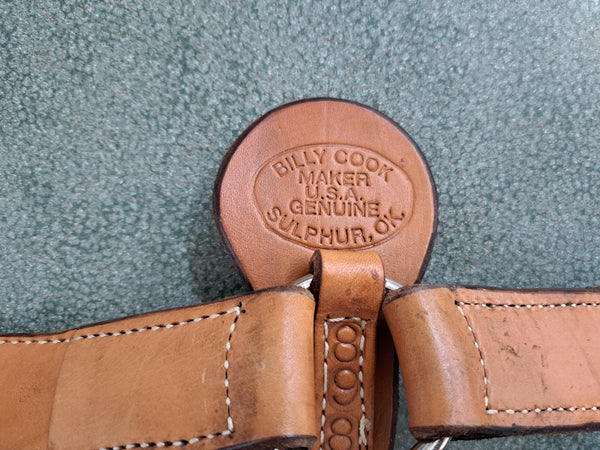 BILLY COOK
MAKER
U.S.A.
GENUINE
SULPHUR, OK.